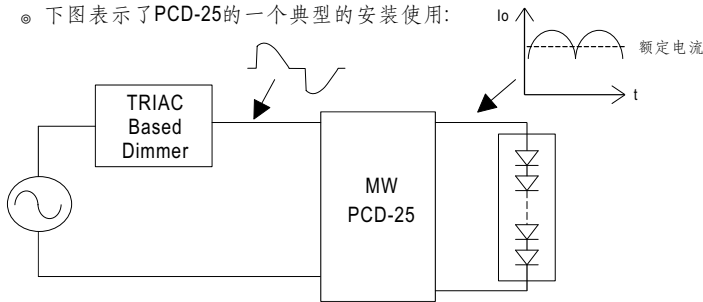 ◎ 下图表示了PCD-25的一个典型的安装使用:
Io
额定电流
t
TRIAC
Based
Dimmer
MW
PCD-25